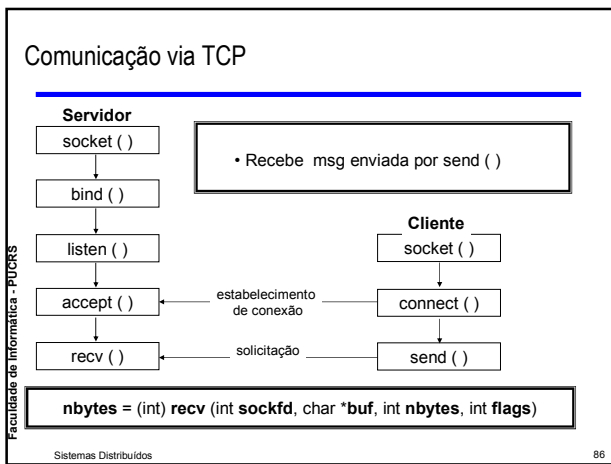 Comunicação via TCP
Servidor
socket ( )
• Recebe msg enviada por send ( )
bind ( )
Cliente
listen ( )
socket ( )
accept ( )
estabelecimento
de conexão
connect ( )
recv ( )
solicitação
send ( )
nbytes = (int) recv (int sockfd, char *buf, int nbytes, int flags)
Faculdade de Informática - PUCRS
Sistemas Distribuídos
86